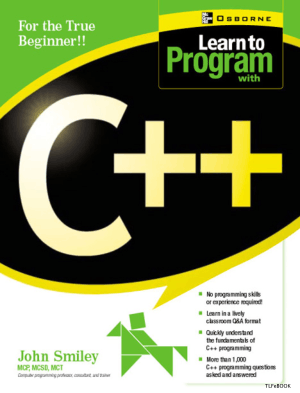 For the True
Beginner!!
OSBORNE
Learn to
Program
with
C++
No programming skills
or experience required!
Learn in a lively
classroom Q&A format
Quickly understand
the fundamentals of
C++ programming
More than 1,000
C++ programming questions
asked and answered
John Smiley
MCP, MCSD, MCT
Computer programming professor, consultant, and trainer
TLFeBOOK